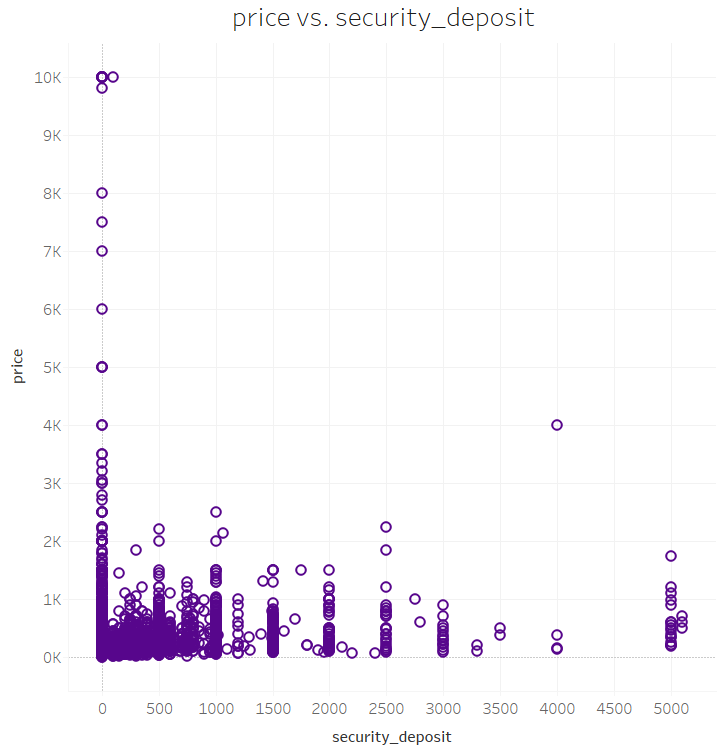 price vs. security_deposit
10K
9K
8K
7K
6K
5K
4K
3K
2K
1K
0K
price
0 500 1000 1500 2000 2500 3000 3500 4000 4500 5000
security_deposit